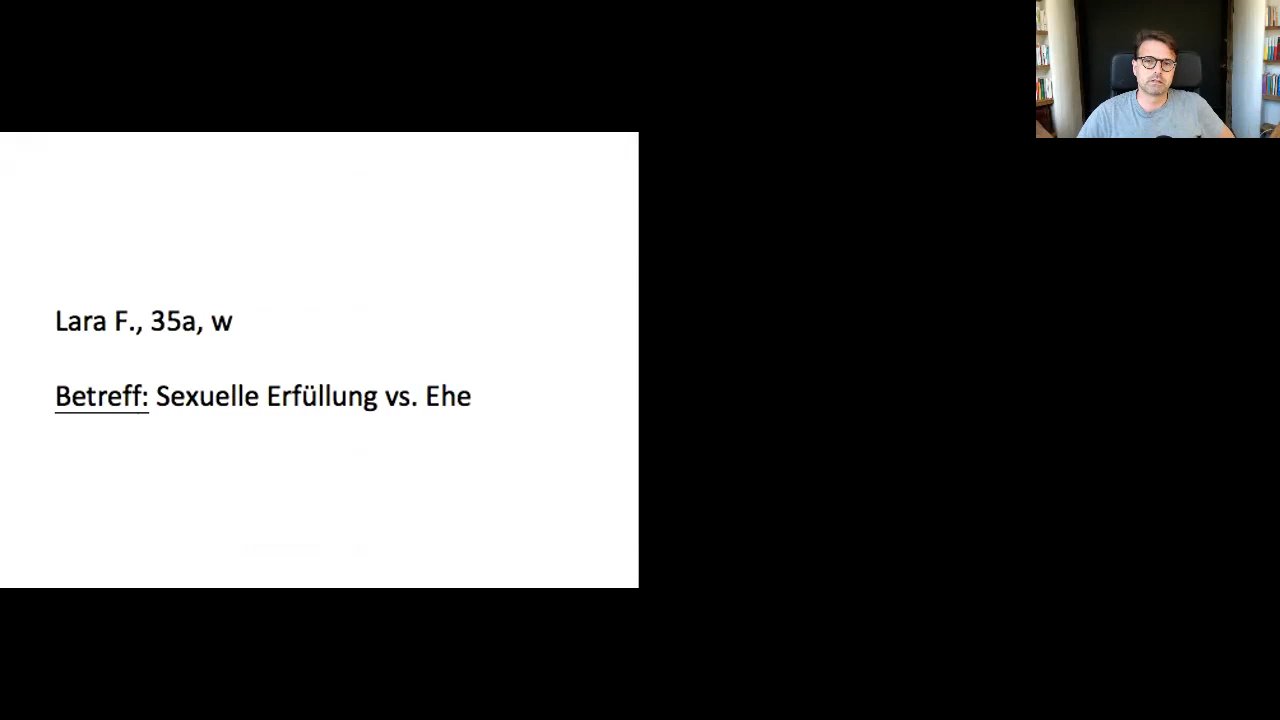 Lara F., 35a, w
Betreff: Sexuelle Erfüllung vs. Ehe